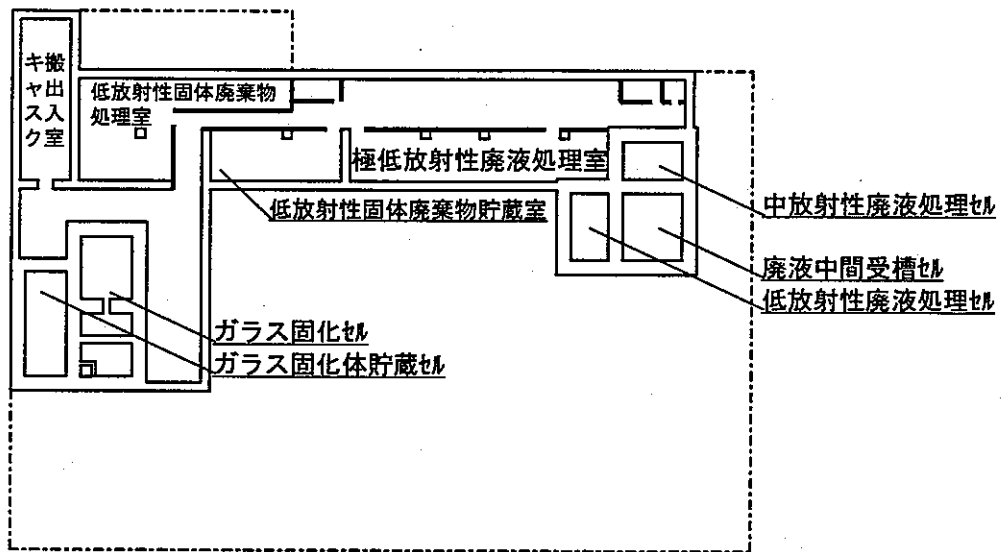 キャスク
搬出入室
低放射性固体廃棄物
処理室
極低放射性廃液処理室
低放射性固体廃棄物貯蔵室
中放射性廃液処理ｾﾙ
廃液中間受槽ｾﾙ
低放射性廃液処理ｾﾙ
ガラス固化ｾﾙ
ガラス固化体貯蔵ｾﾙ